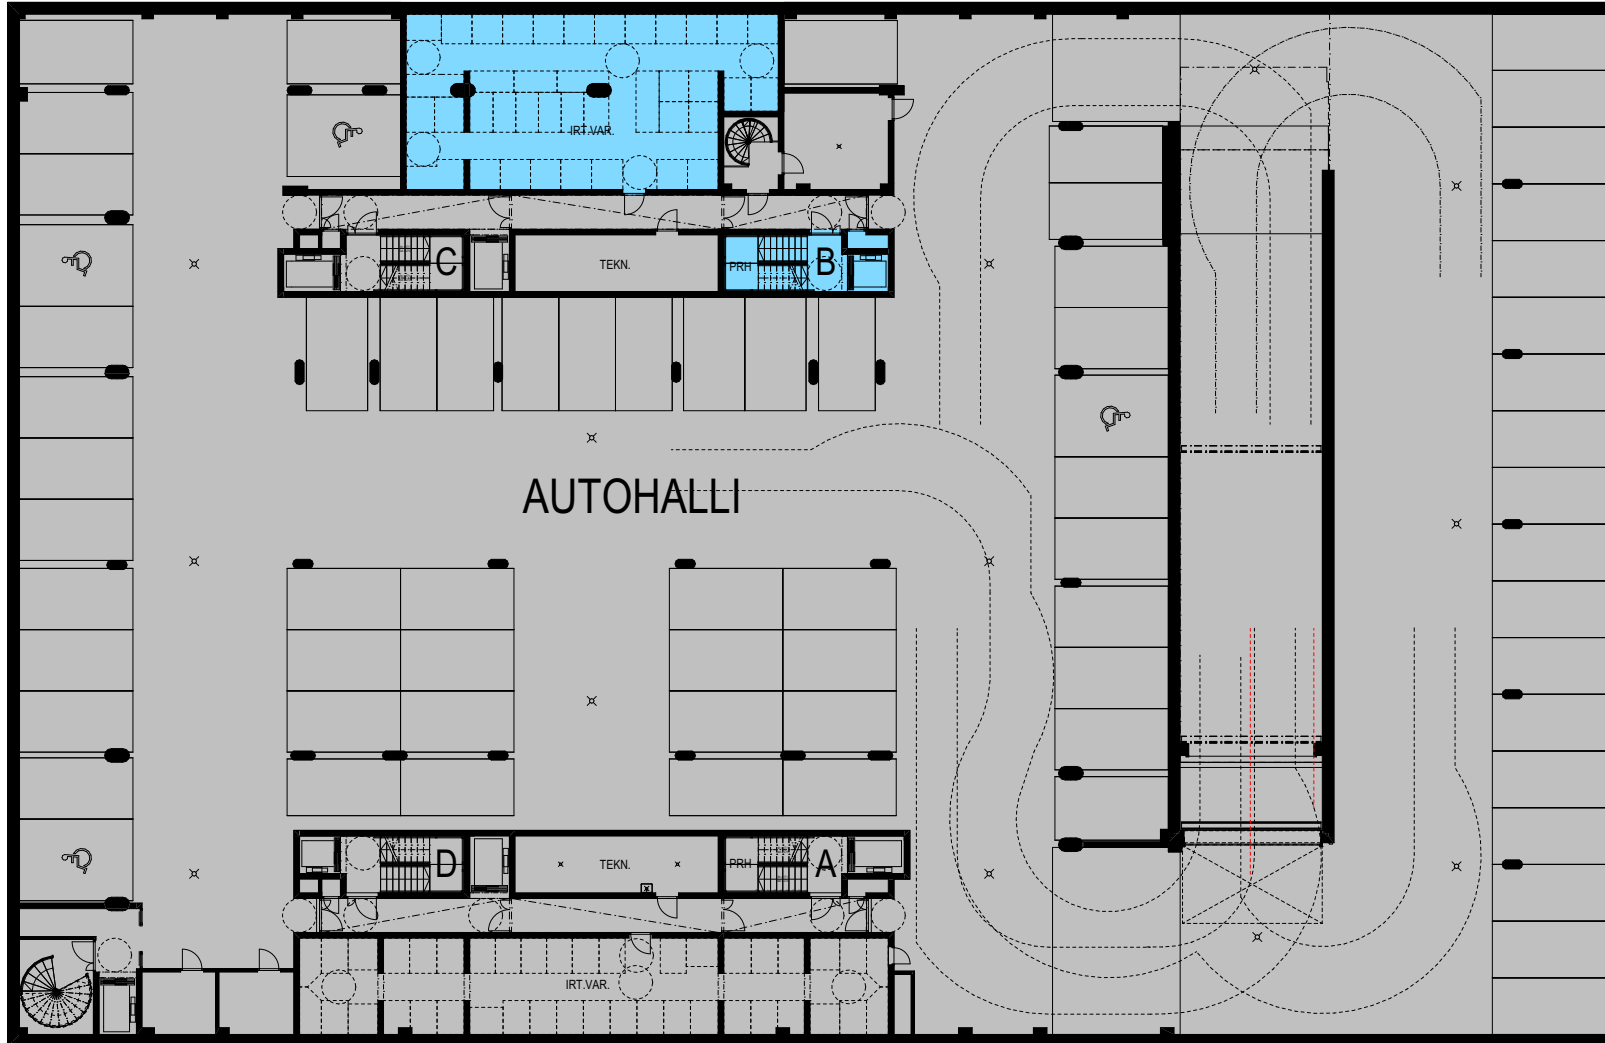 IRT.VAR.
C
TEKN.
PRH
B
AUTOHALLI
D
TEKN.
PRH
A
IRT.VAR.